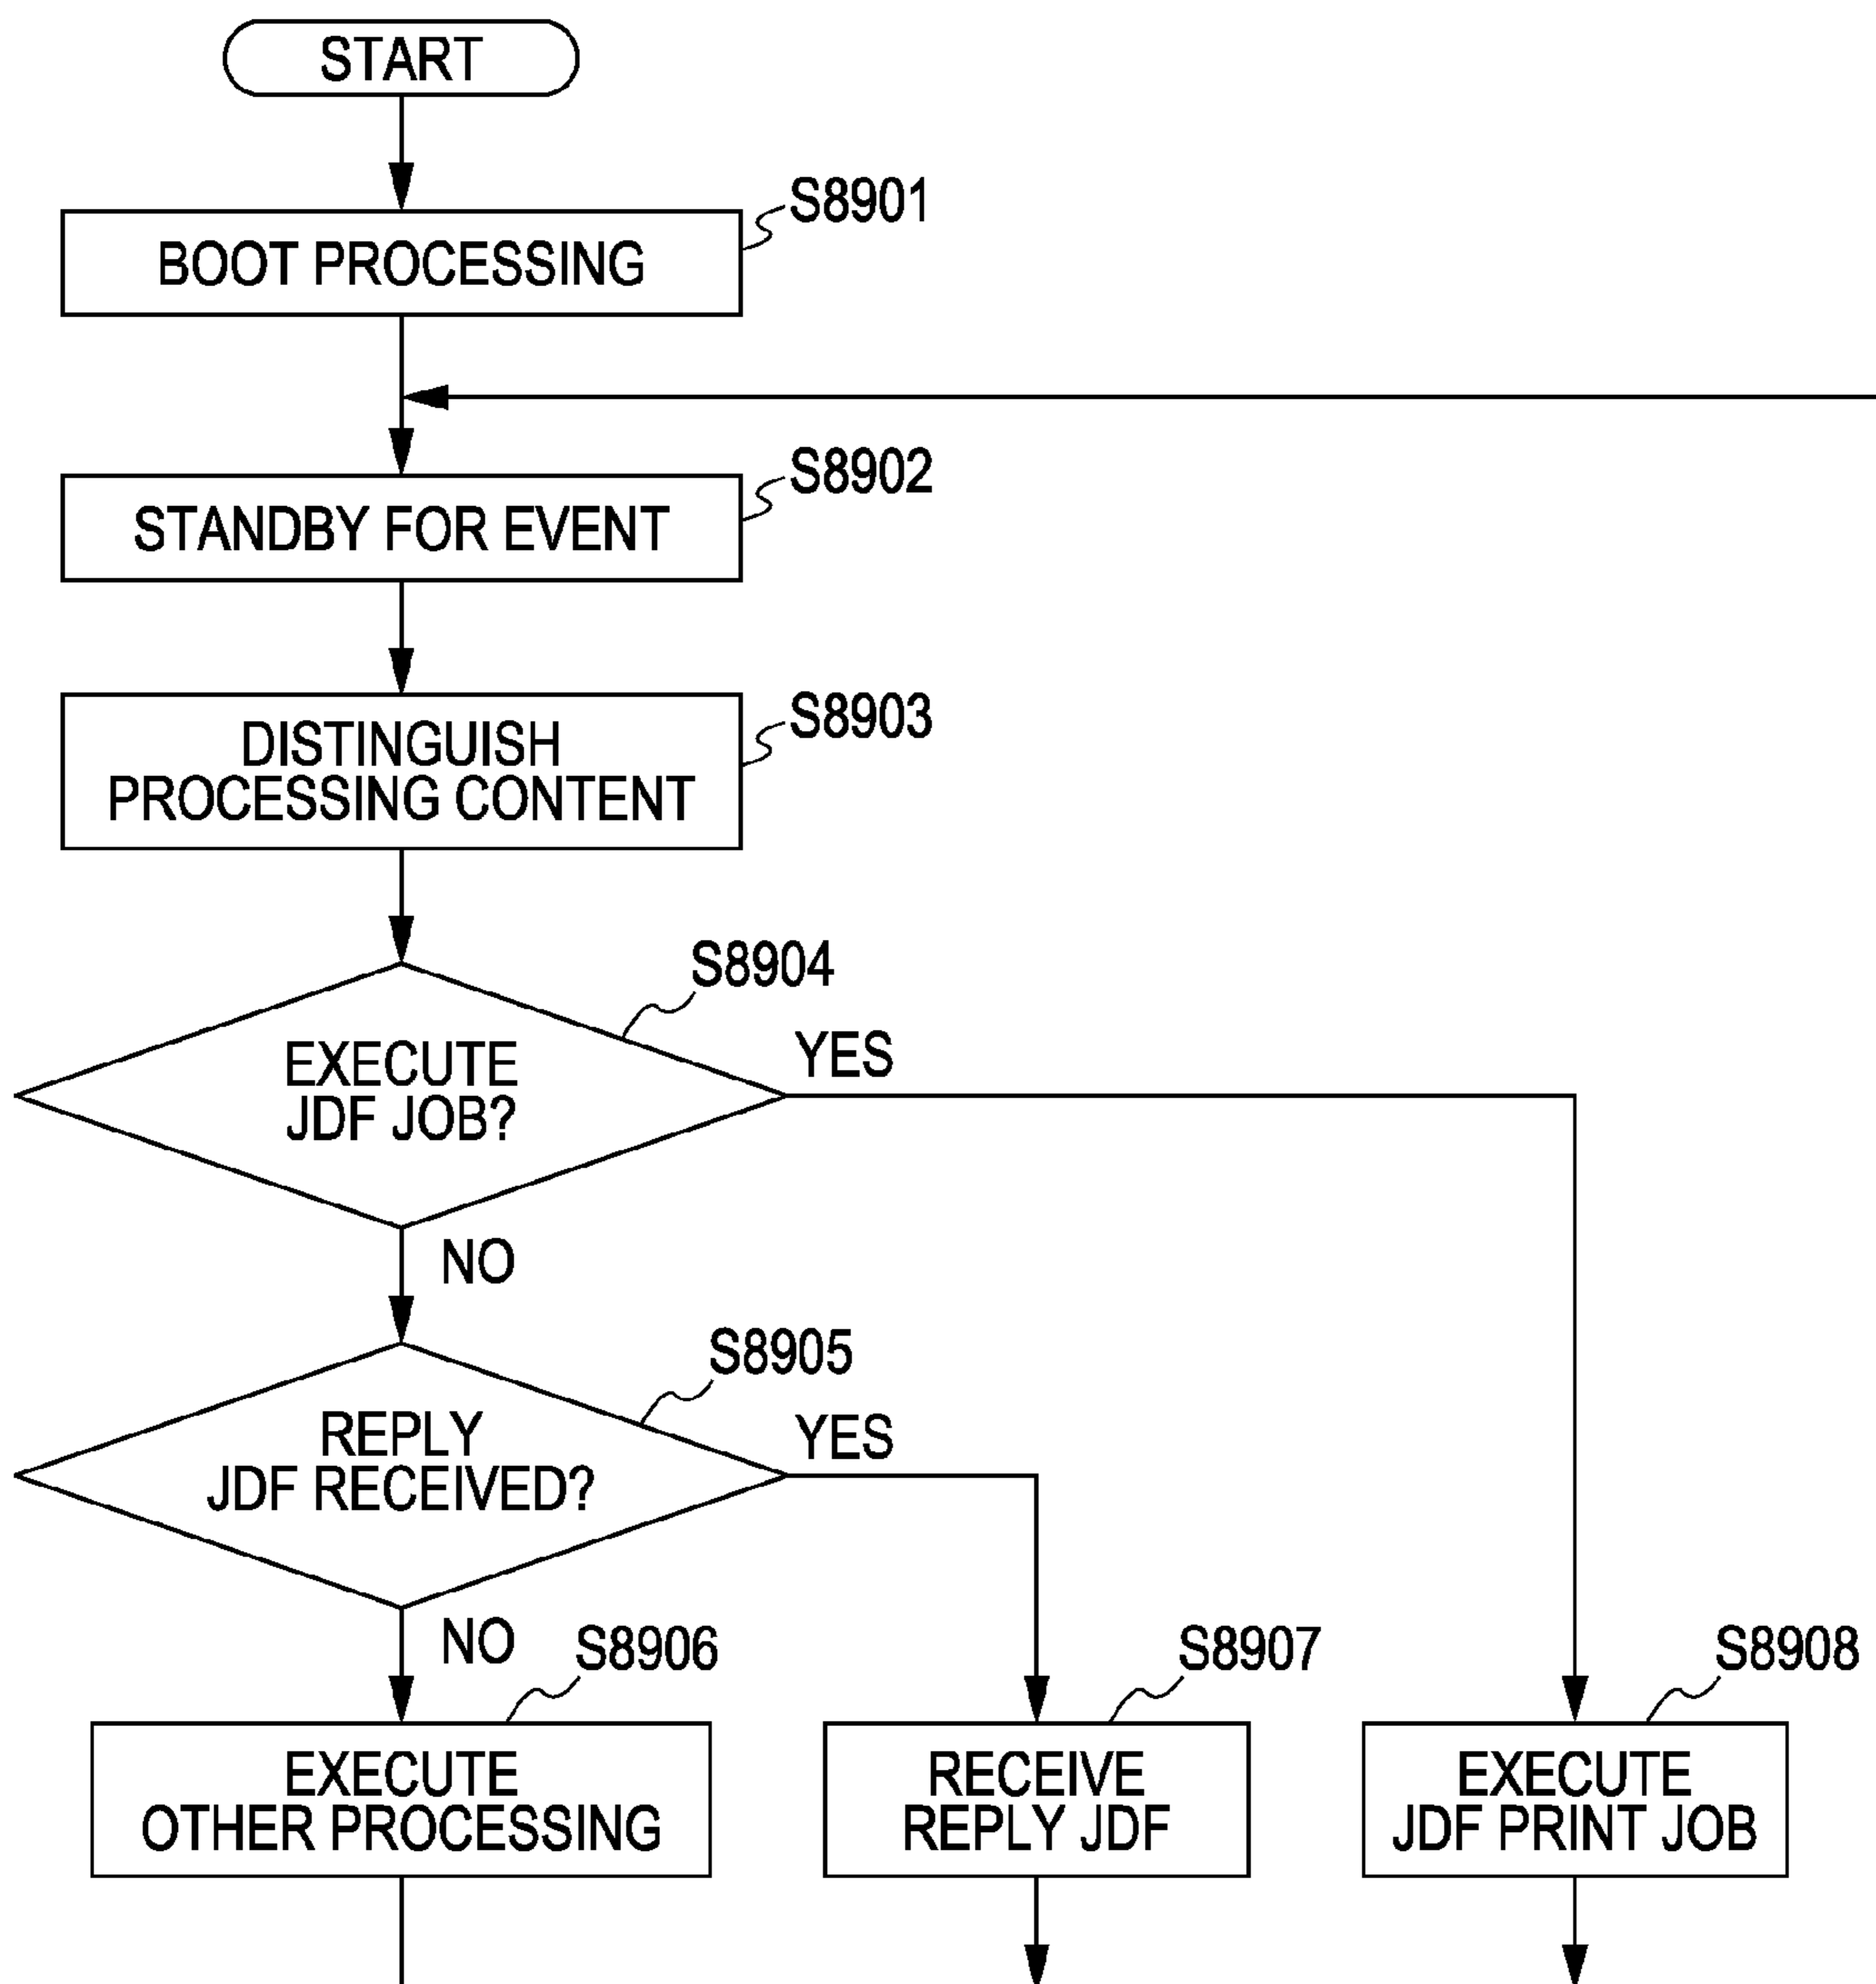 START
S8901
BOOT PROCESSING
S8902
STANDBY FOR EVENT
S8903
DISTINGUISH
PROCESSING CONTENT
S8904
EXECUTE
JDF JOB?
YES
NO
S8905
REPLY
JDF RECEIVED?
YES
NO
S8906
EXECUTE
OTHER PROCESSING
S8907
RECEIVE
REPLY JDF
S8908
EXECUTE
JDF PRINT JOB